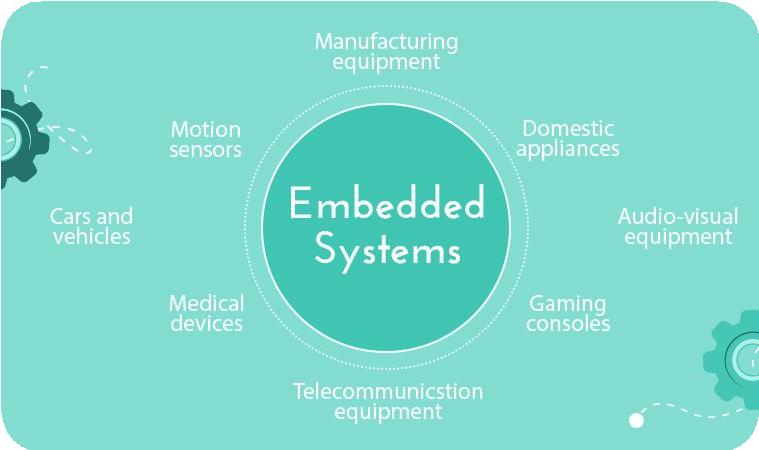 Manufacturing
equipment
Motion
sensors
Domestic
appliances
Embedded
Systems
Cars and
vehicles
Audio-visual
equipment
Medical
devices
Gaming
consoles
Telecommunicstion
equipment